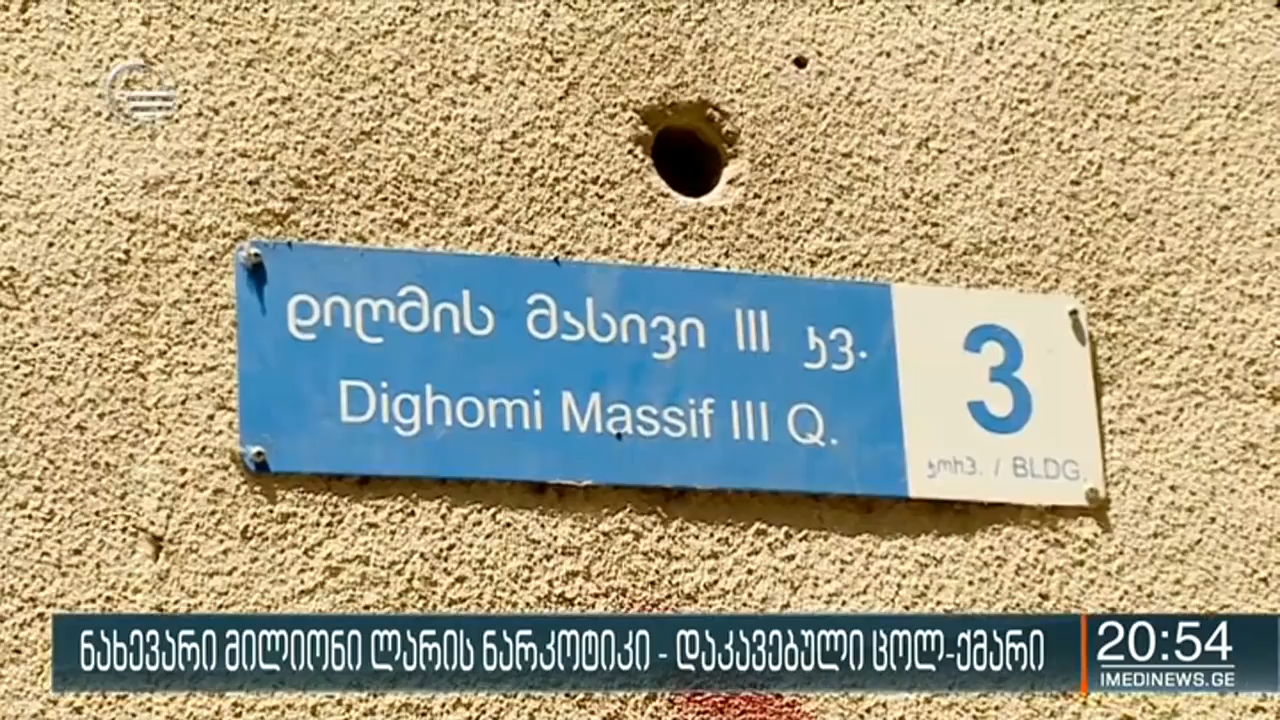 დიღმის მასივი III კვ.
Dighomi Massif III Q.
3
კორპ. / BLDG.
ნახევარი მილიონი ლარის ნარკოტიკი - დაკავებული ცოლ-ქმარი
20:54
IMEDINEWS.GE